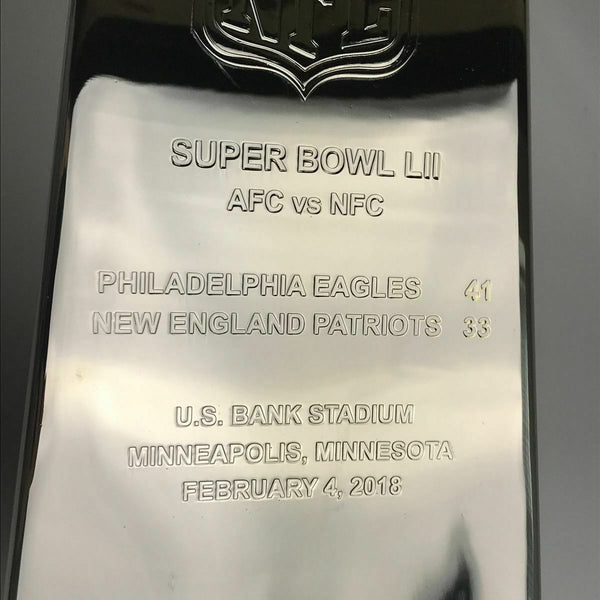 NFL
SUPER BOWL LII
AFC vs NFC
PHILADELPHIA EAGLES 41
NEW ENGLAND PATRIOTS 33
U.S. BANK STADIUM
MINNEAPOLIS, MINNESOTA
FEBRUARY 4, 2018